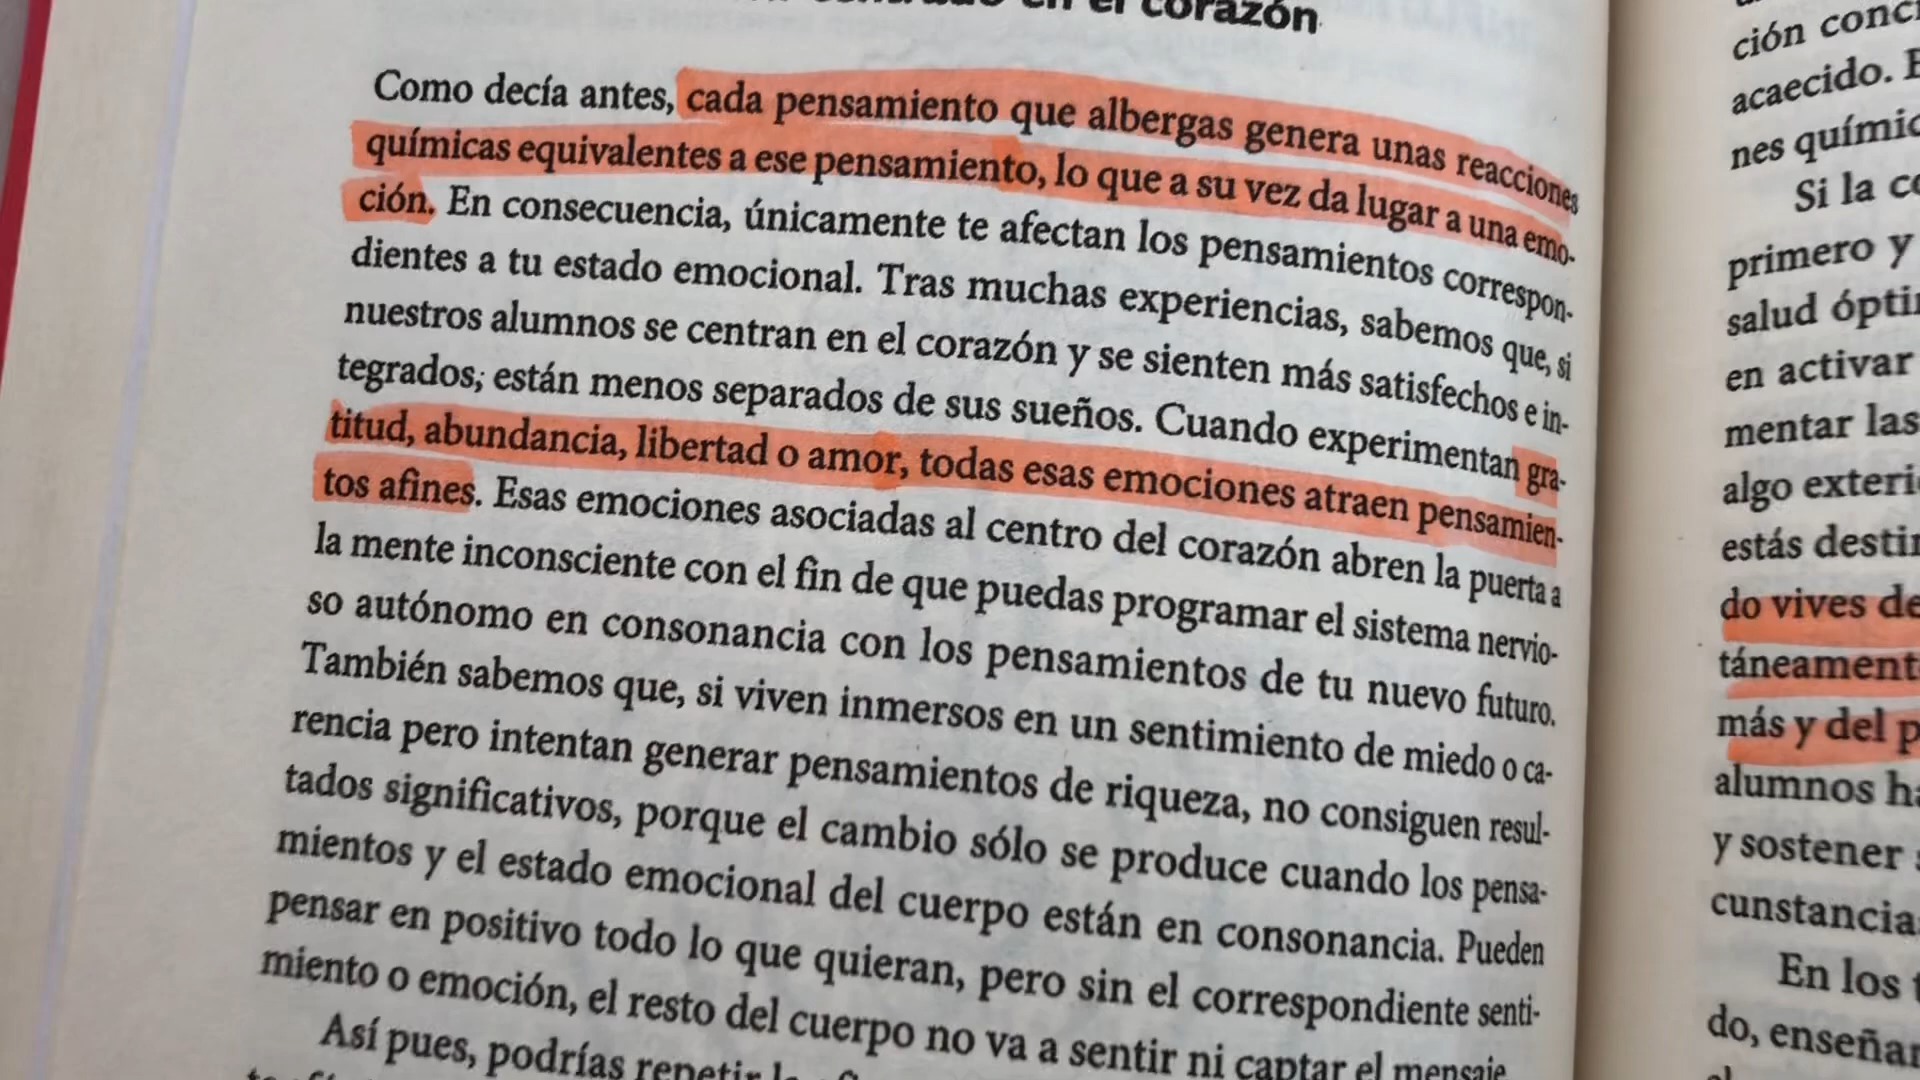 en el corazón
Como decía antes, cada pensamiento que albergas genera unas reacciones
químicas equivalentes a ese pensamiento, lo que a su vez da lugar a una emo-
ción. En consecuencia, únicamente te afectan los pensamientos correspon-
dientes a tu estado emocional. Tras muchas experiencias, sabemos que, si
nuestros alumnos se centran en el corazón y se sienten más satisfechos e in-
tegrados, están menos separados de sus sueños. Cuando experimentan gra-
titud, abundancia, libertad o amor, todas esas emociones atraen pensamien-
tos afines. Esas emociones asociadas al centro del corazón abren la puerta a
la mente inconsciente con el fin de que puedas programar el sistema nervio-
so autónomo en consonancia con los pensamientos de tu nuevo futuro.
También sabemos que, si viven inmersos en un sentimiento de miedo o ca-
rencia pero intentan generar pensamientos de riqueza, no consiguen resul-
tados significativos, porque el cambio sólo se produce cuando los pensa-
mientos y el estado emocional del cuerpo están en consonancia. Pueden
pensar en positivo todo lo que quieran, pero sin el correspondiente senti-
miento o emoción, el resto del cuerpo no va a sentir ni captar el mensaje
Así pues, podrías repetir
ción
acaecido.
nes
Si la
primero y
salud
en activar
mentar las
algo
estás
do vives de
más y del
alumnos
y sostener
En los
do,